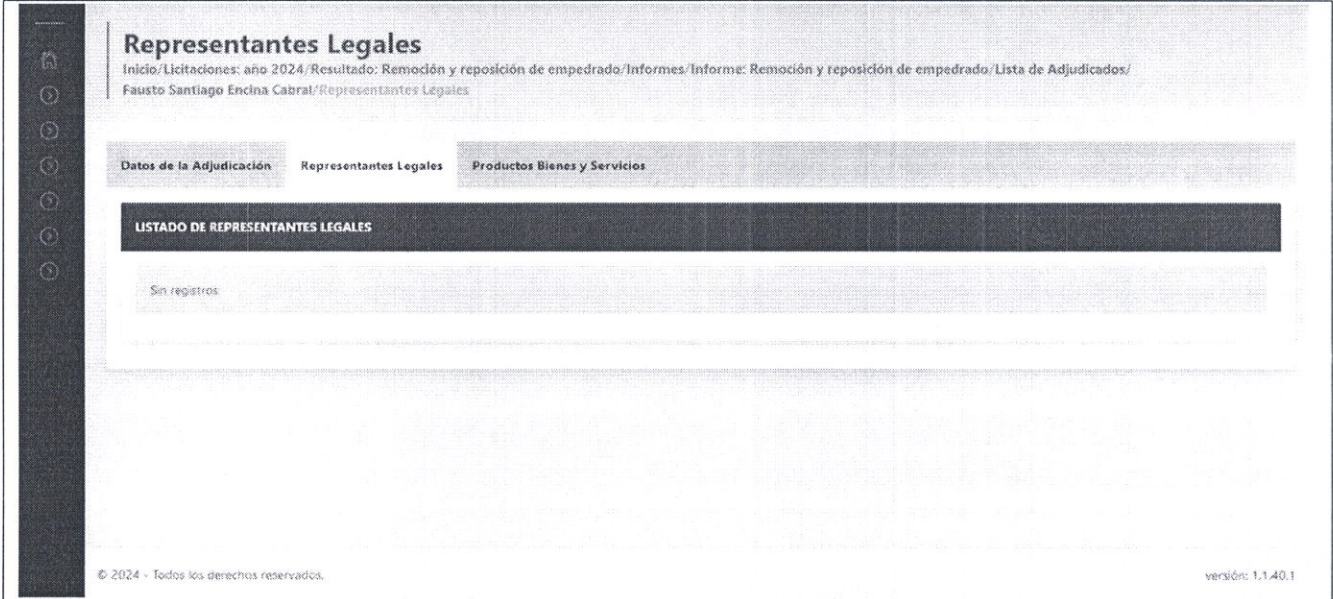 Representantes Legales
Inicio/Licitaciones: año 2024/Resultado: Remoción y reposición de empedrado/Informes/Informe: Remoción y reposición de empedrado/Lista de Adjudicados/
Fausto Santiago Encina Cabral/Representantes Legales
Datos de la Adjudicación Representantes Legales Productos Bienes y Servicios
LISTADO DE REPRESENTANTES LEGALES
Sin registros
© 2024 - Todos los derechos reservados.
versión: 1.1.40.1